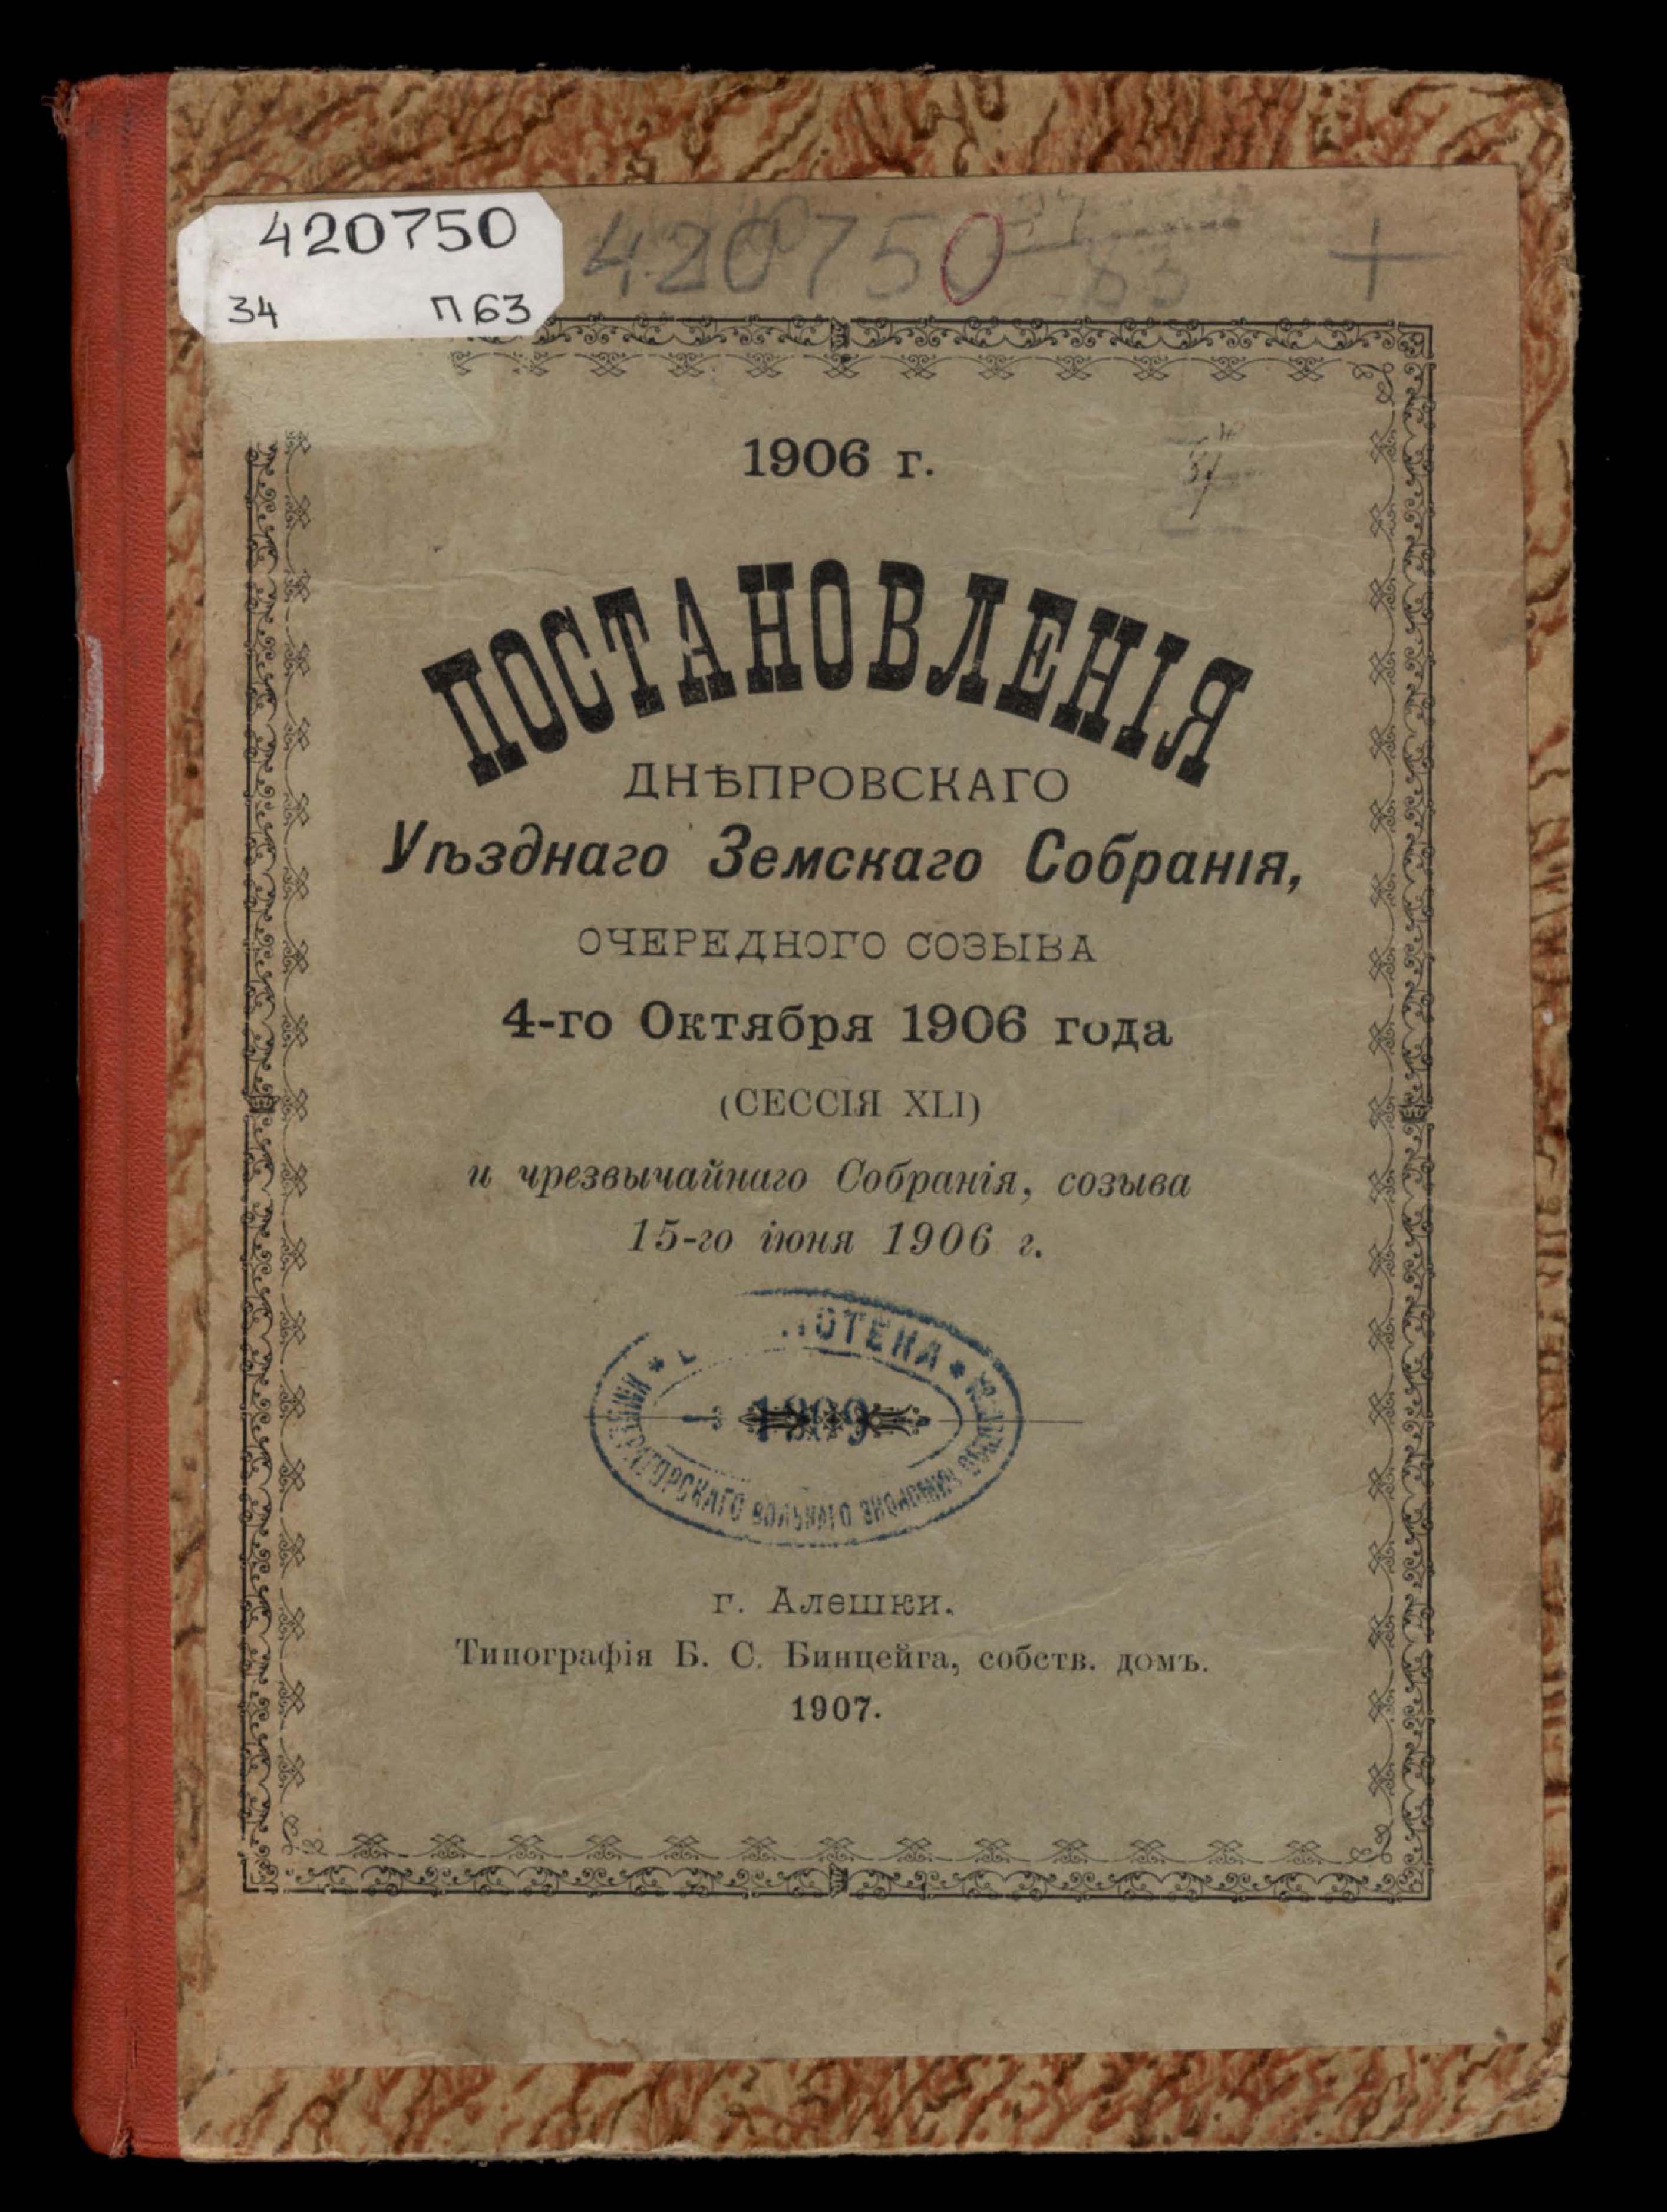 420750
34 П63
420750
63
1906 г.
ПОСТАНОВЛЕНІЯ
ДНѢПРОВСКАГО
Уѣзднаго Земскаго Собранія,
ОЧЕРЕДНОГО СОЗЫВА
4-го Октября 1906 года
(СЕССІЯ XLI)
и чрезвычайнаго Собранія, созыва
15-го іюня 1906 г.
г. Алешки.
Типографія Б. С. Бинцейга, собств. домъ.
1907.